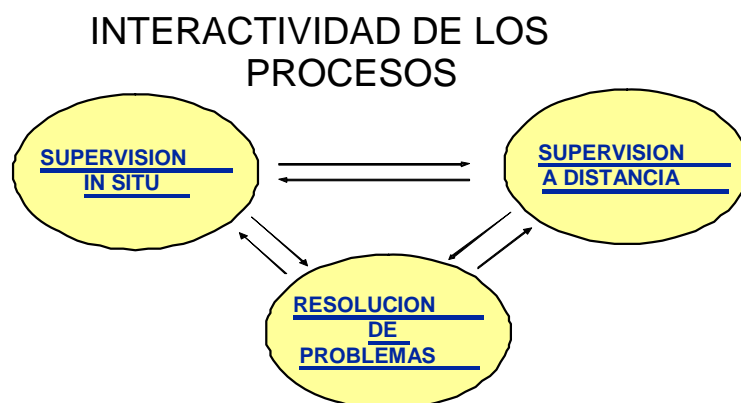 INTERACTIVIDAD DE LOS
PROCESOS
SUPERVISION
IN SITU
SUPERVISION
A DISTANCIA
RESOLUCION
DE
PROBLEMAS